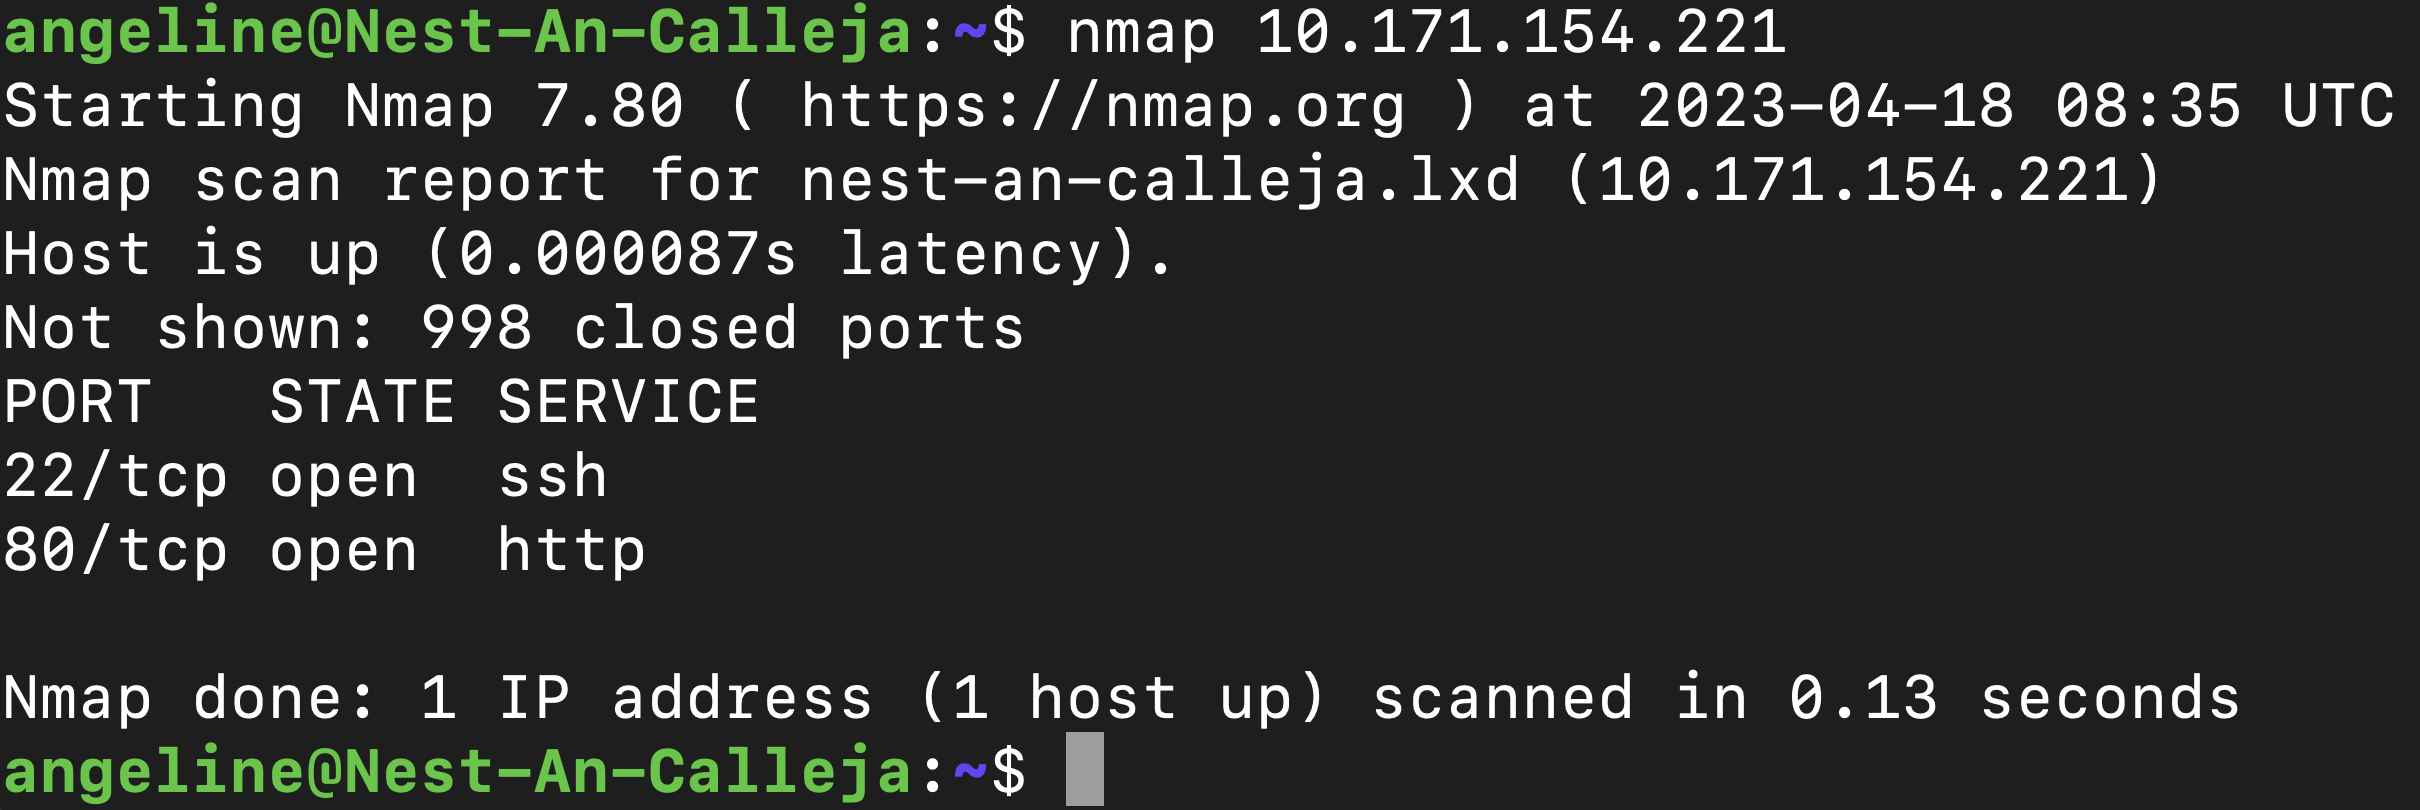 angeline@Nest-An-Calleja:~$ nmap 10.171.154.221
Starting Nmap 7.80 ( https://nmap.org ) at 2023-04-18 08:35 UTC
Nmap scan report for nest-an-calleja.lxd (10.171.154.221)
Host is up (0.000087s latency).
Not shown: 998 closed ports
PORT   STATE SERVICE
22/tcp open  ssh
80/tcp open  http

Nmap done: 1 IP address (1 host up) scanned in 0.13 seconds
angeline@Nest-An-Calleja:~$